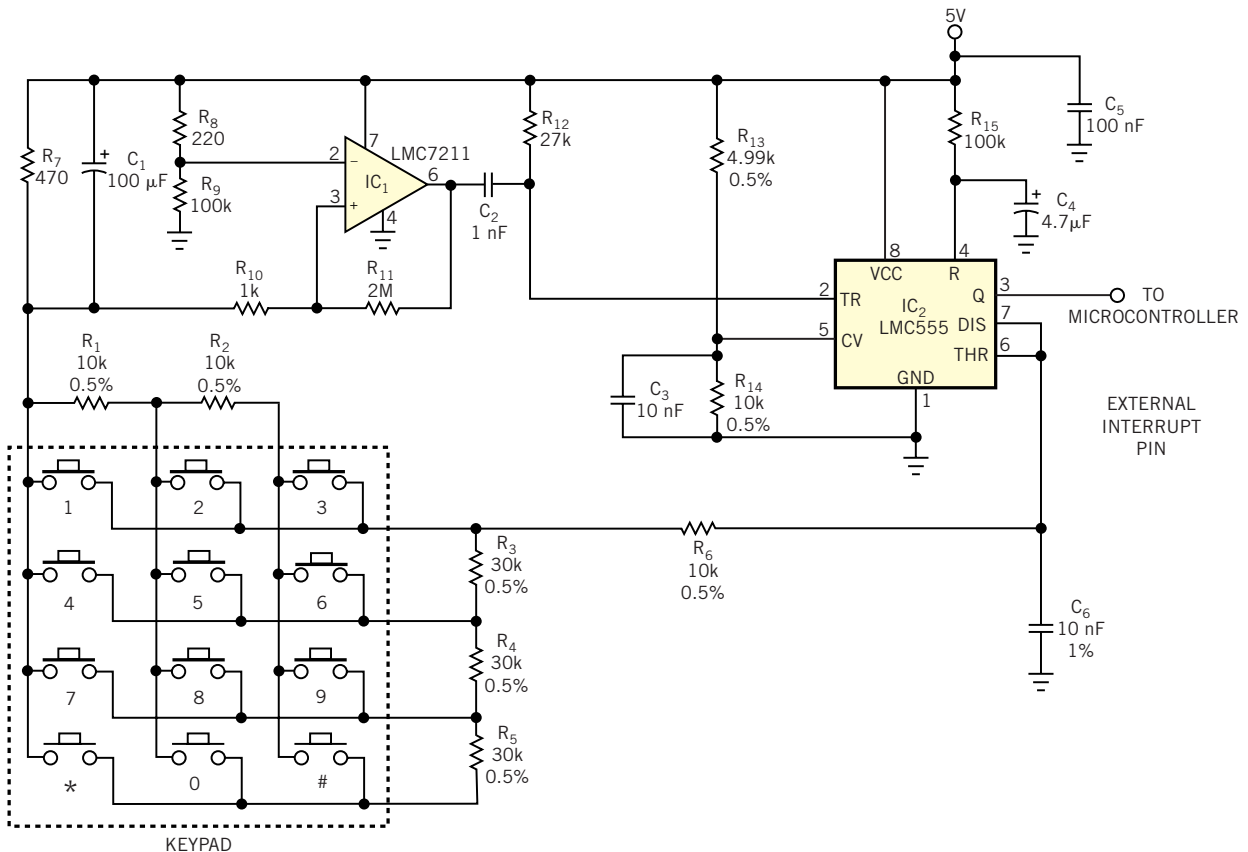 5V
R7
470
C1
100 µF
+
R8
220
R9
100k
2
−
3
+
7
LMC7211
IC1
6
4
C2
1 nF
R12
27k
R13
4.99k
0.5%
R15
100k
C5
100 nF
+
C4
4.7µF
R10
1k
R11
2M
8
VCC
4
R
2
TR
IC2
LMC555
Q
3
TO
MICROCONTROLLER
7
DIS
5
CV
6
THR
GND
1
EXTERNAL
INTERRUPT
PIN
R1
10k
0.5%
R2
10k
0.5%
C3
10 nF
R14
10k
0.5%
1
2
3
4
5
6
7
8
9
*
0
#
R3
30k
0.5%
R4
30k
0.5%
R5
30k
0.5%
R6
10k
0.5%
C6
10 nF
1%
KEYPAD